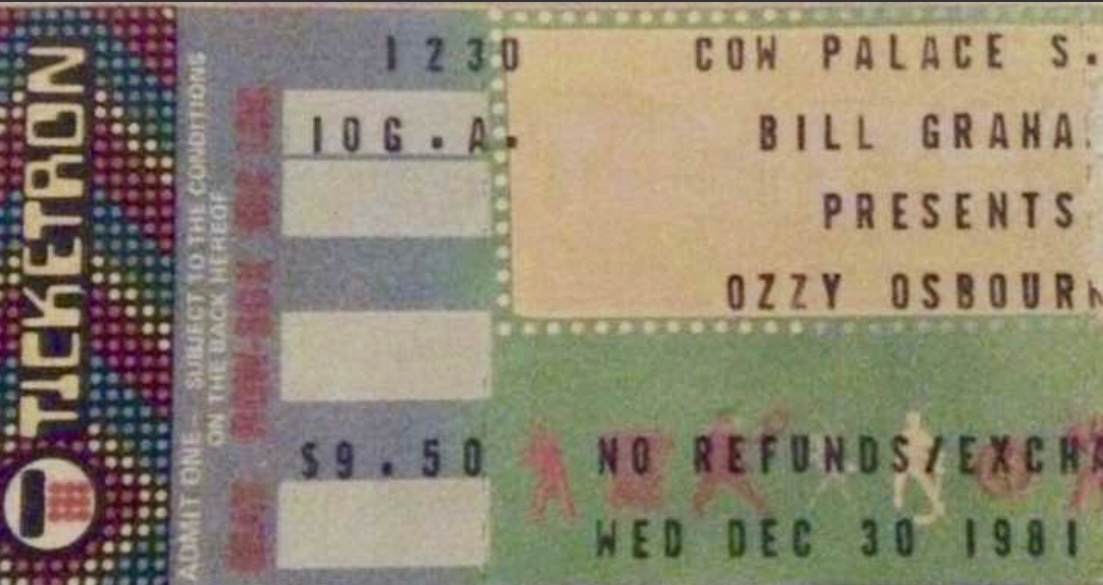 TICKETRON
ADMIT ONE - SUBJECT TO THE CONDITIONS
ON THE BACK HEREOF
1230
10G.A.
$9.50
COW PALACE S.
BILL GRAHA
PRESENTS
OZZY OSBOURN
NO REFUNDS/EXCHA
WED DEC 30 1981